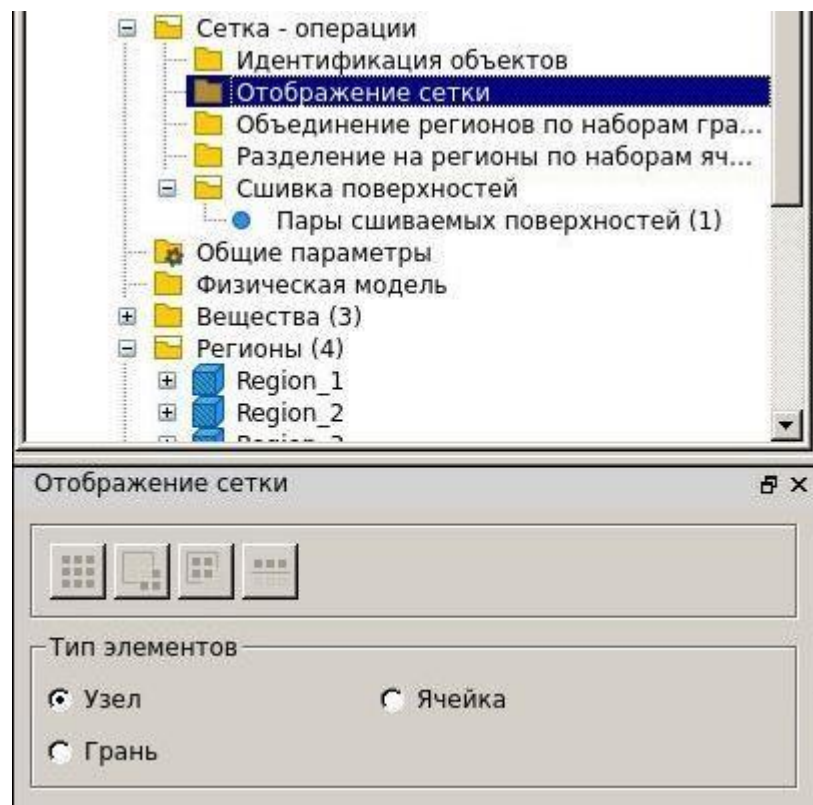 Сетка - операции
Идентификация объектов
Отображение сетки
Объединение регионов по наборам гра...
Разделение на регионы по наборам яч...
Сшивка поверхностей
Пары сшиваемых поверхностей (1)
Общие параметры
Физическая модель
Вещества (3)
Регионы (4)
Region_1
Region_2
Отображение сетки
Тип элементов
Узел
Ячейка
Грань